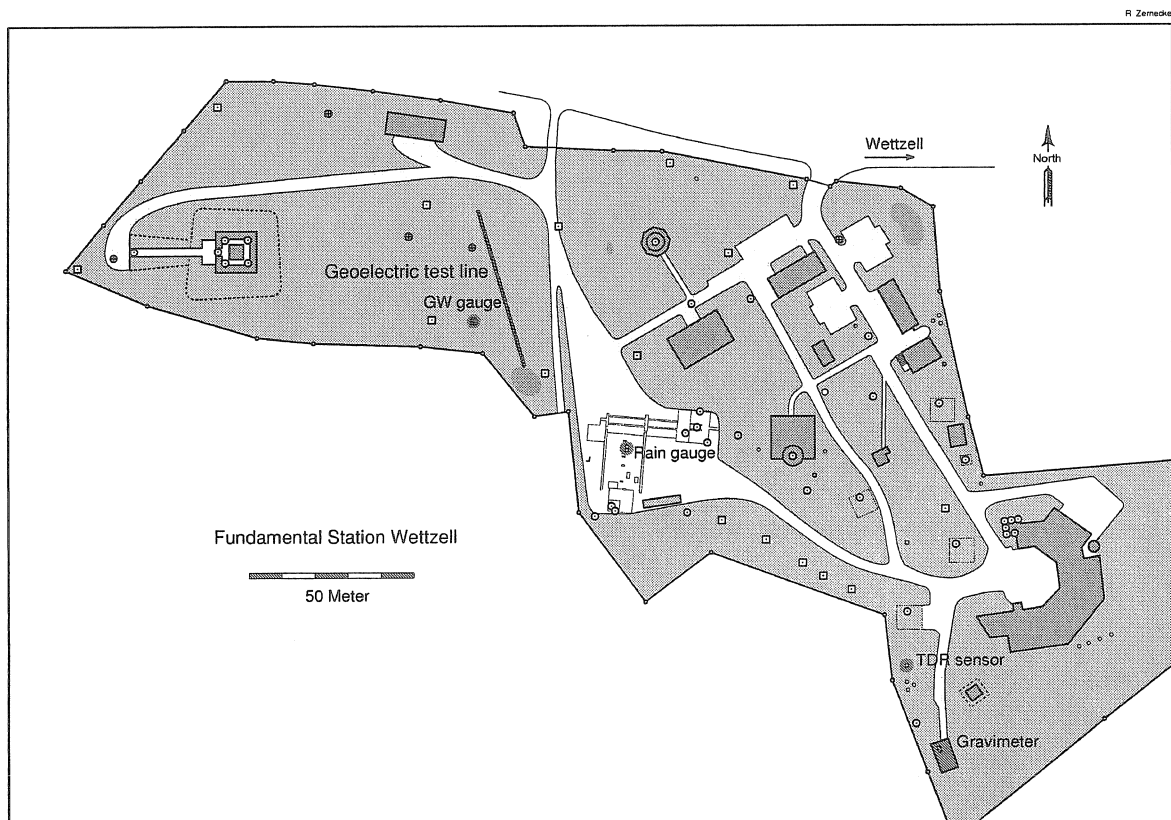 R Zernecke
Wettzell
North
Geoelectric test line
GW gauge
Rain gauge
Fundamental Station Wettzell
50 Meter
TDR sensor
Gravimeter